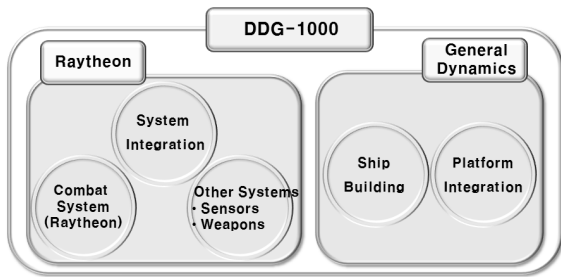 DDG-1000
Raytheon
General
Dynamics
System
Integration
Combat
System
(Raytheon)
Other Systems
• Sensors
• Weapons
Ship
Building
Platform
Integration